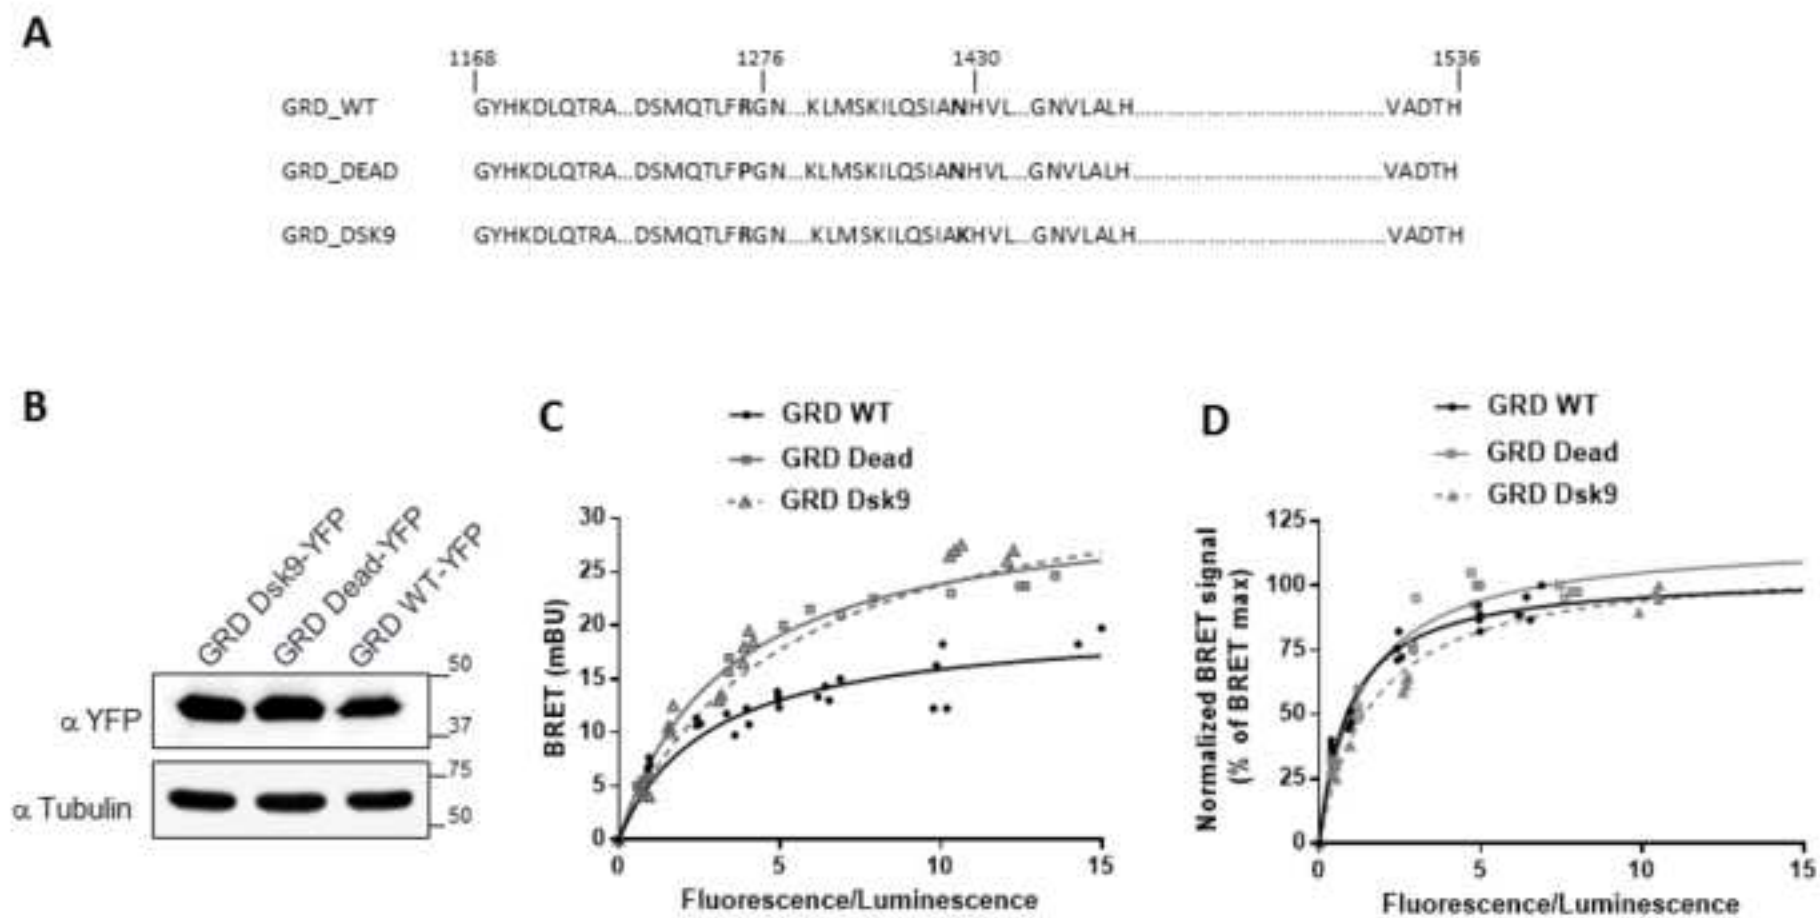 A
1168 1276 1430 1536
GRD_WT GYHKDLQTRA...DSMQTLFRGN...KLMSKILQSIANHVL...GNVLALH..........................................VADTH
GRD_DEAD GYHKDLQTRA...DSMQTLFPGN...KLMSKILQSIANHVL...GNVLALH..........................................VADTH
GRD_DSK9 GYHKDLQTRA...DSMQTLFRGN....KLMSKILQSIAKHVL...GNVLALH..........................................VADTH
B
GRD Dsk9-YFP
GRD Dead-YFP
GRD WT-YFP
α YFP
50
37
α Tubulin
75
50
C
GRD WT
GRD Dead
GRD Dsk9
BRET (mBU)
30
25
20
15
10
5
0
0 5 10 15
Fluorescence/Luminescence
D
GRD WT
GRD Dead
GRD Dsk9
Normalized BRET signal
(% of BRET max)
125
100
75
50
25
0
0 5 10 15
Fluorescence/Luminescence